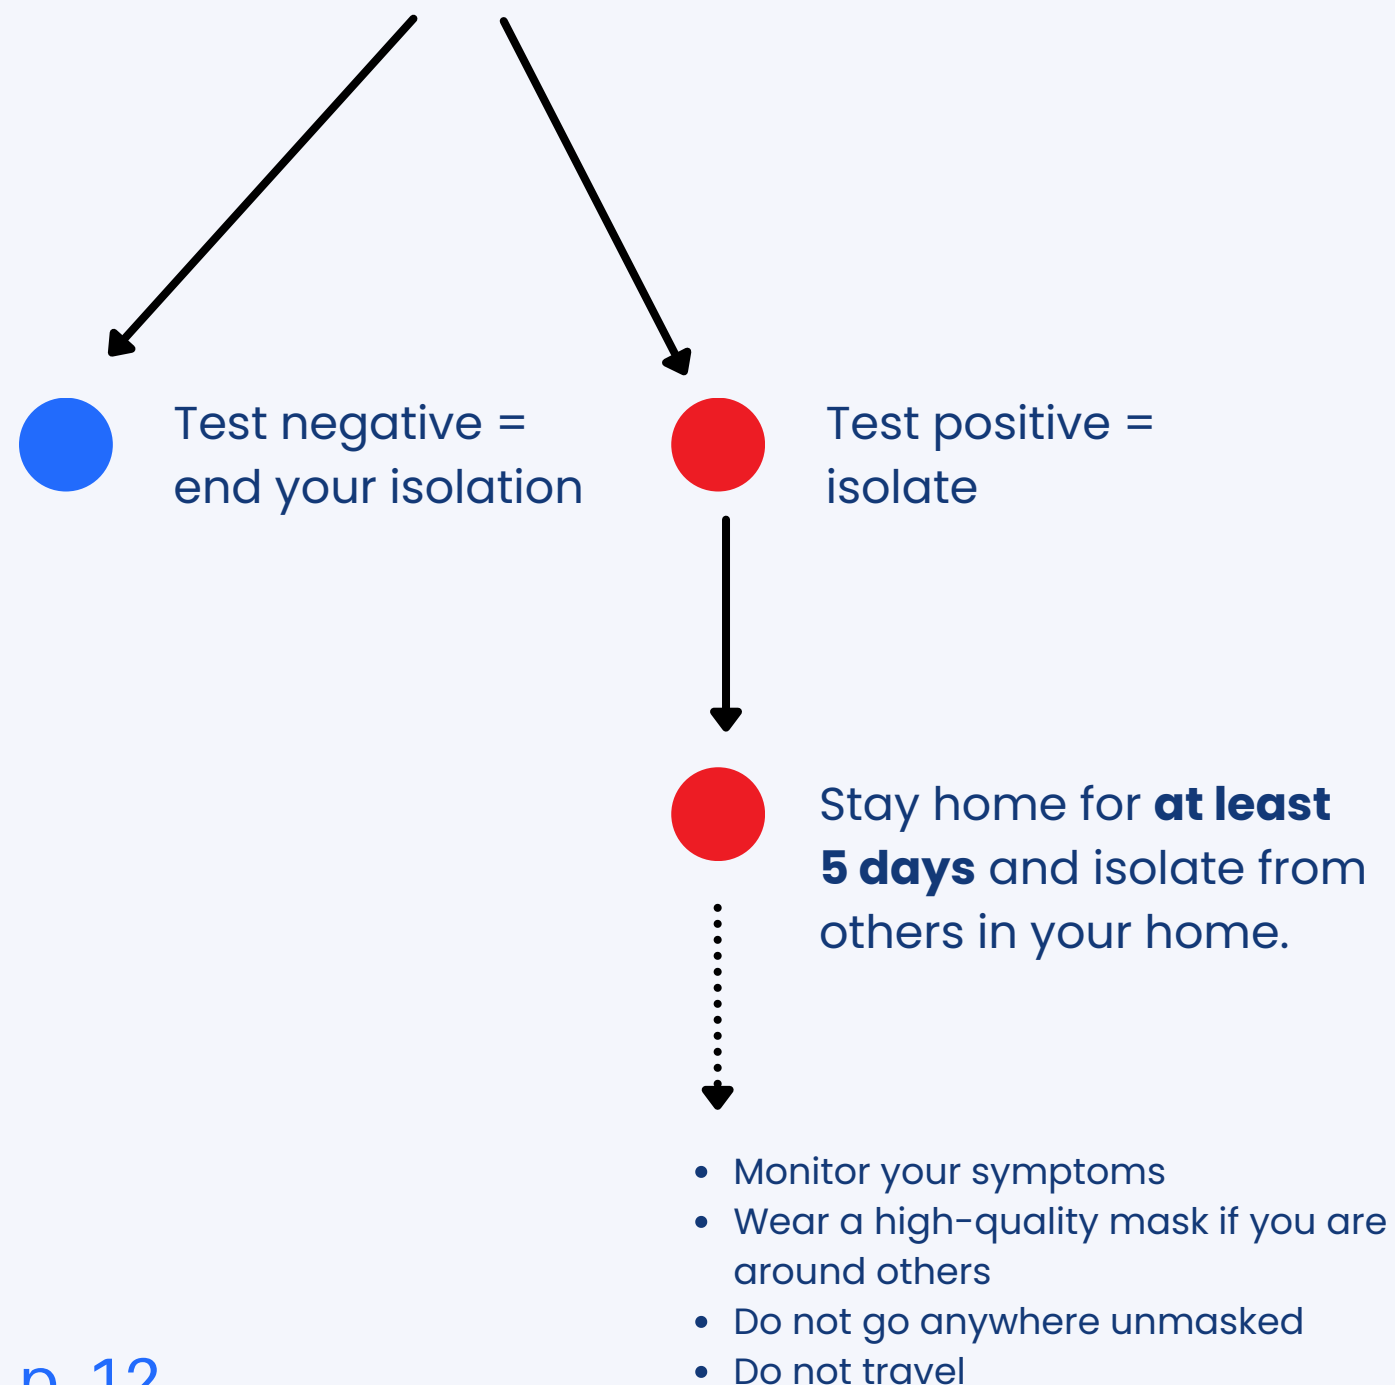 Test negative =
end your isolation
Test positive =
isolate
Stay home for at least
5 days and isolate from
others in your home.
• Monitor your symptoms
• Wear a high-quality mask if you are
around others
• Do not go anywhere unmasked
• Do not travel
p. 12